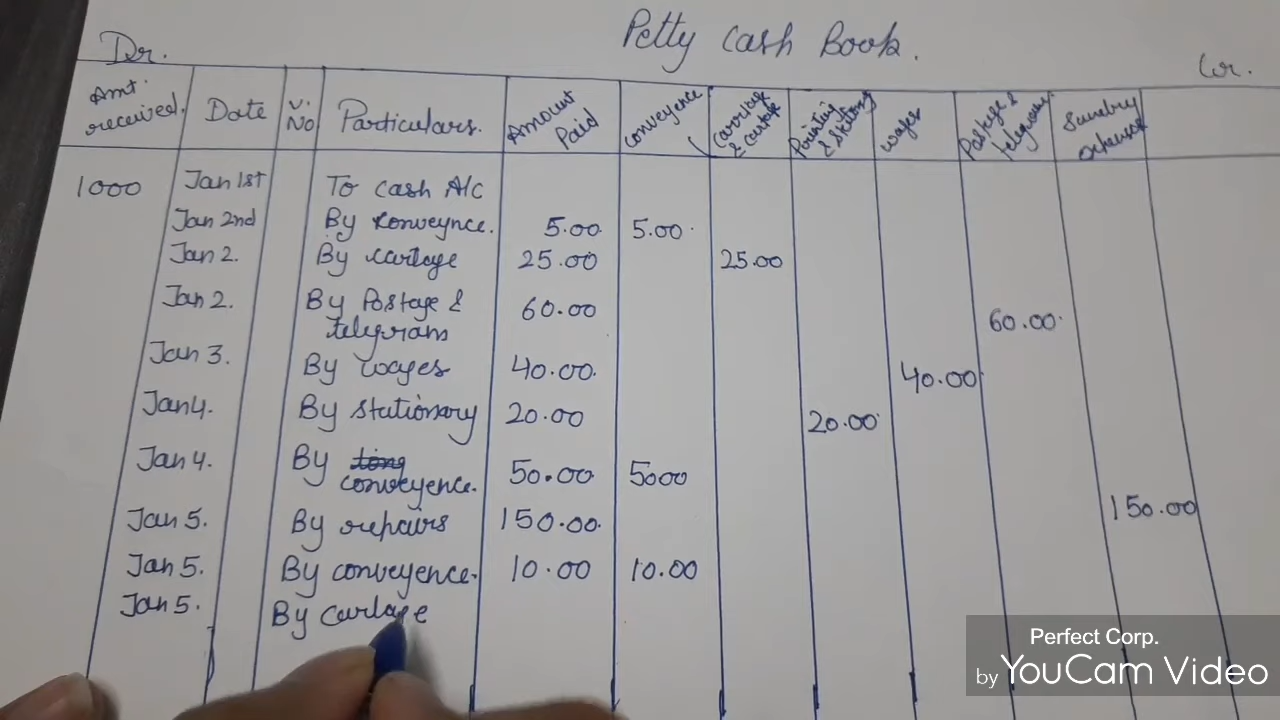 Petty Cash Book.
Dr.
Cr.
Amt. received. Date V. No Particulars. Amount Paid Conveyence Carriage & Cartage Printing & Stationg wages Postage & telegrams Sundry expenses
1000 Jan 1st To cash A/c
Jan 2nd By Conveynce. 5.00 5.00
Jan 2. By cartage 25.00 25.00
Jan 2. By Postage & 60.00 60.00
telegram
Jan 3. By wages 40.00 40.00
Jan 4. By stationary 20.00 20.00
Jan 4. By conveyence. 50.00 5000
Jan 5. By repairs 150.00 150.00
Jan 5. By conveyence. 10.00 10.00
Jan 5. By Cartage
Perfect Corp.
by YouCam Video